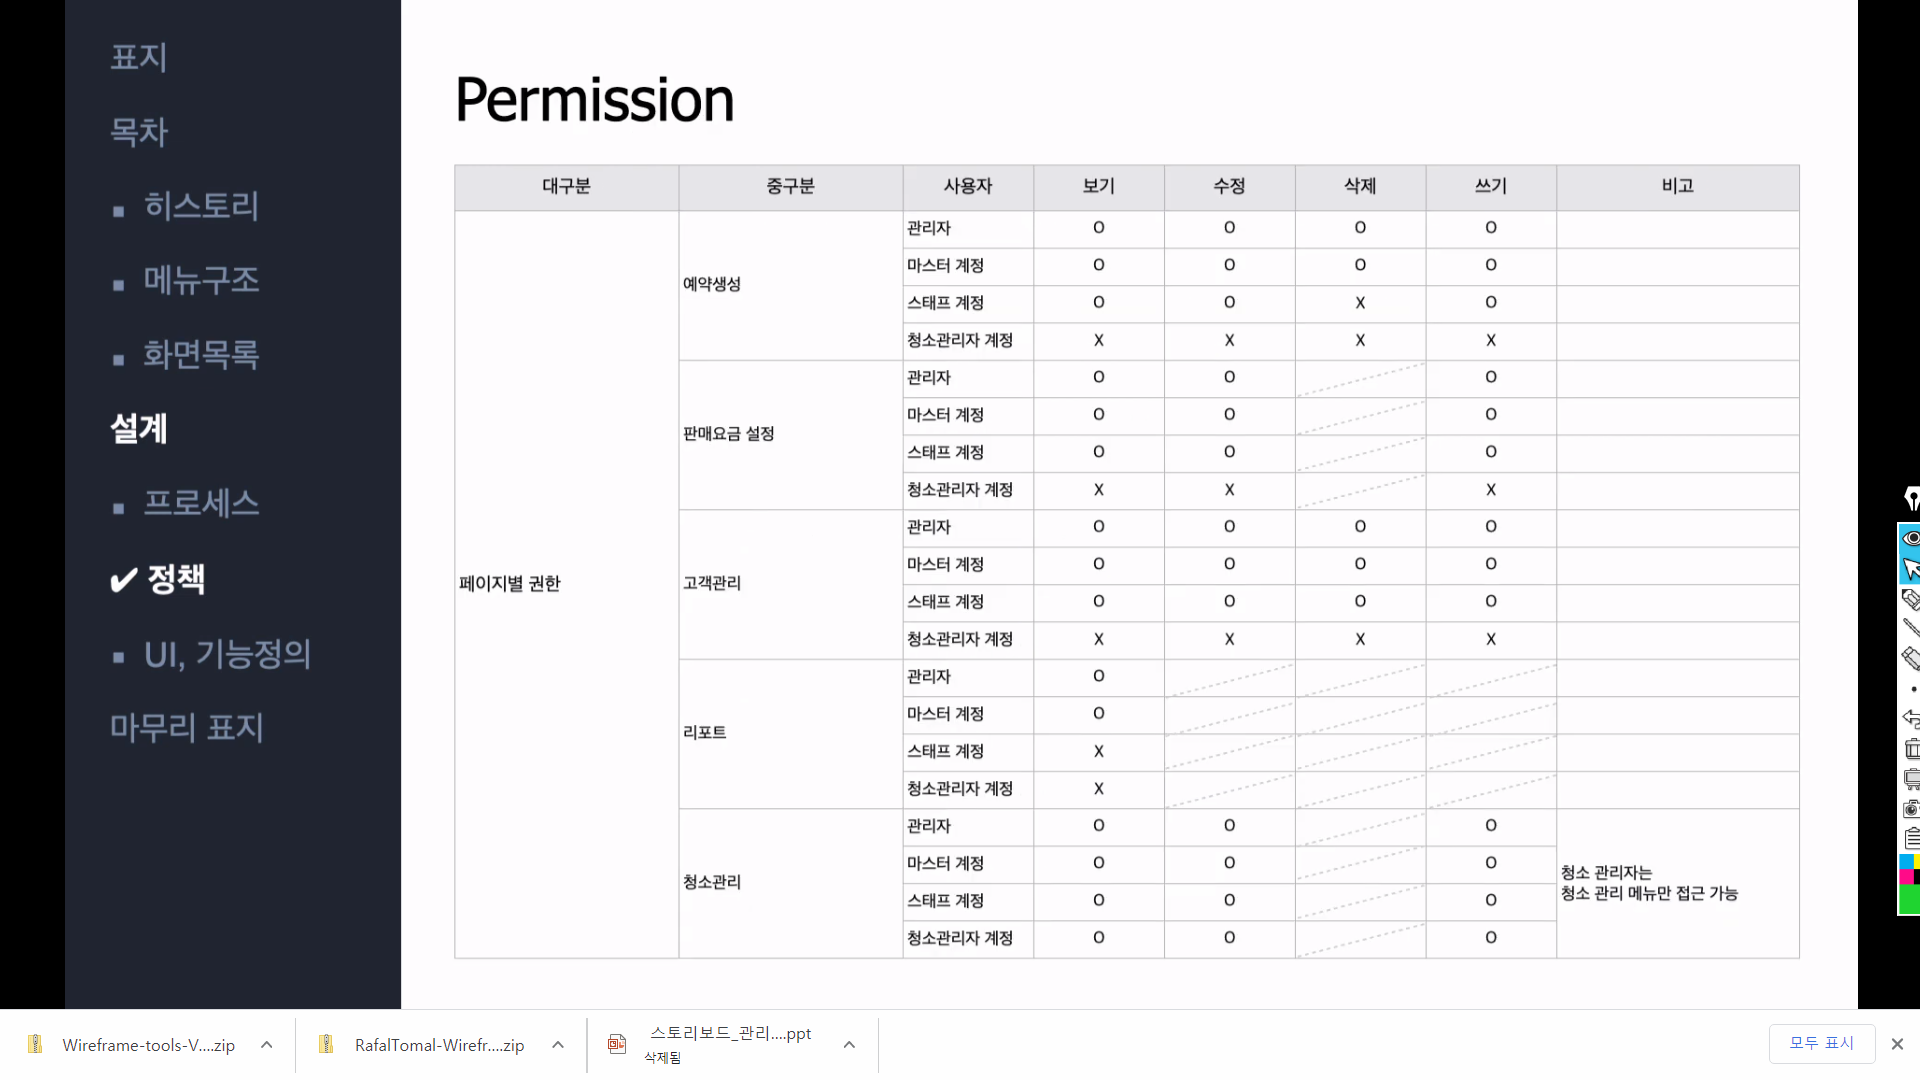 표지
목차
▪ 히스토리
▪ 메뉴구조
▪ 화면목록
설계
▪ 프로세스
✔ 정책
▪ UI, 기능정의
마무리 표지
Permission
대구분 중구분 사용자 보기 수정 삭제 쓰기 비고
페이지별 권한
예약생성
관리자 O O O O
마스터 계정 O O O O
스태프 계정 O O X O
청소관리자 계정 X X X X
판매요금 설정
관리자 O O O
마스터 계정 O O O
스태프 계정 O O O
청소관리자 계정 X X X
고객관리
관리자 O O O O
마스터 계정 O O O O
스태프 계정 O O O O
청소관리자 계정 X X X X
리포트
관리자 O
마스터 계정 O
스태프 계정 X
청소관리자 계정 X
청소관리
관리자 O O O
마스터 계정 O O O
스태프 계정 O O O
청소관리자 계정 O O O
청소 관리자는
청소 관리 메뉴만 접근 가능
Wireframe-tools-V....zip
RafalTomal-Wirefr....zip
스토리보드_관리....ppt
삭제됨
모두 표시